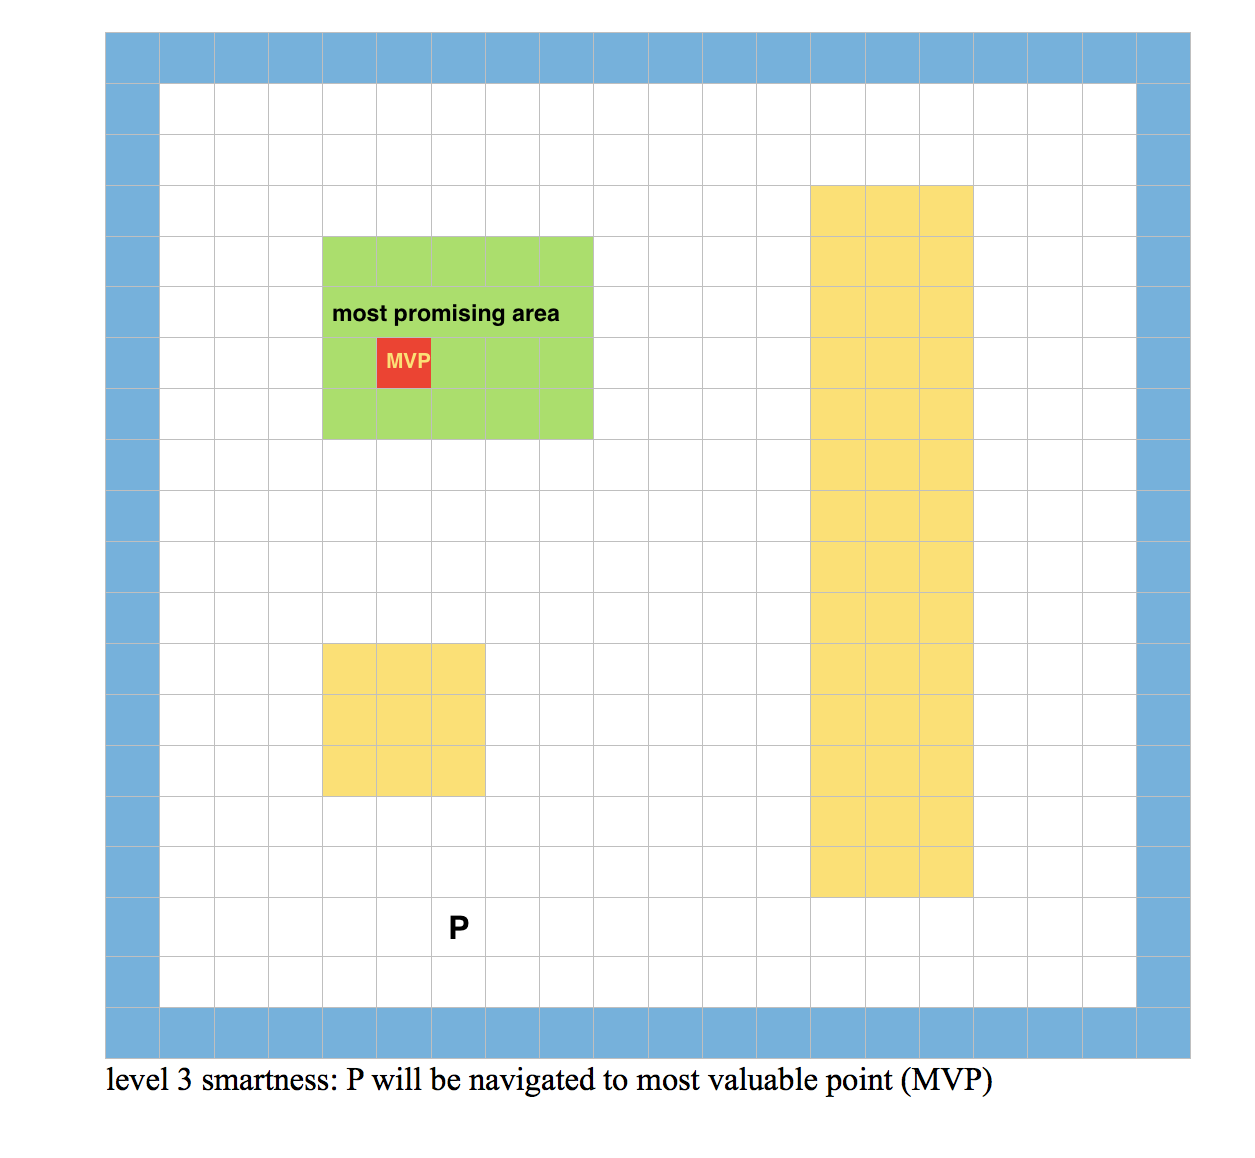 most promising area
MVP
P
level 3 smartness: P will be navigated to most valuable point (MVP)